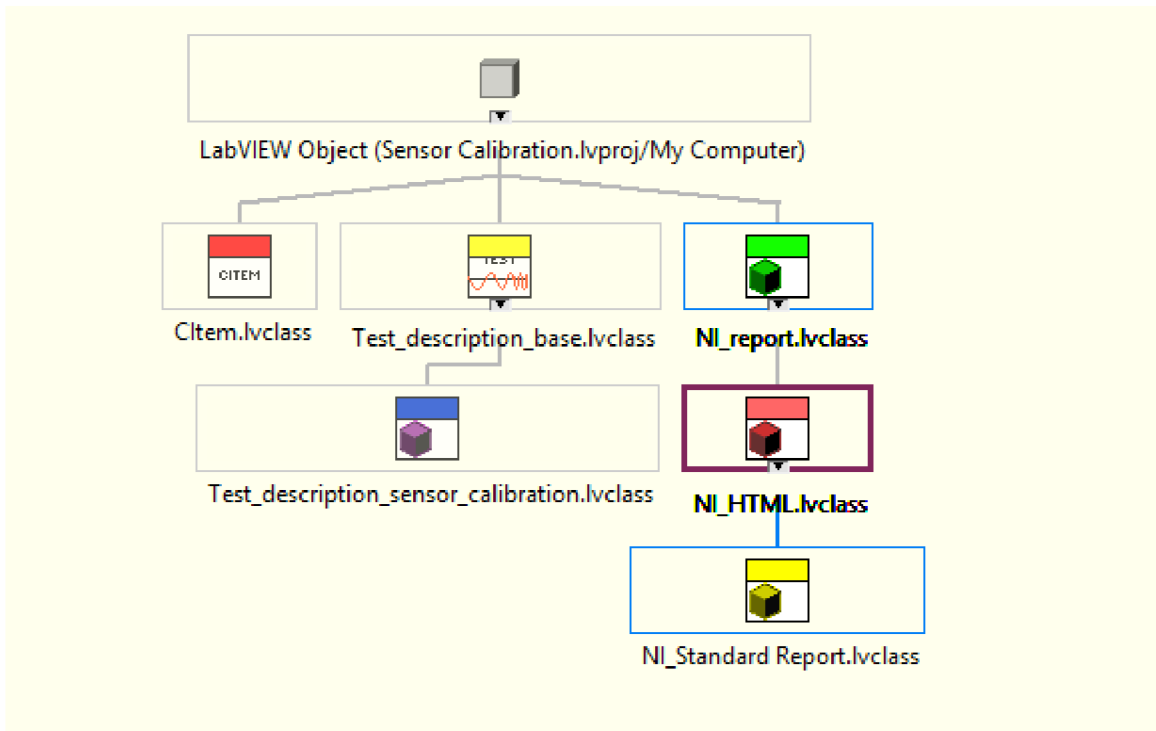 LabVIEW Object (Sensor Calibration.lvproj/My Computer)
CITEM
TEST
CItem.lvclass
Test_description_base.lvclass
NI_report.lvclass
Test_description_sensor_calibration.lvclass
NI_HTML.lvclass
NI_Standard Report.lvclass